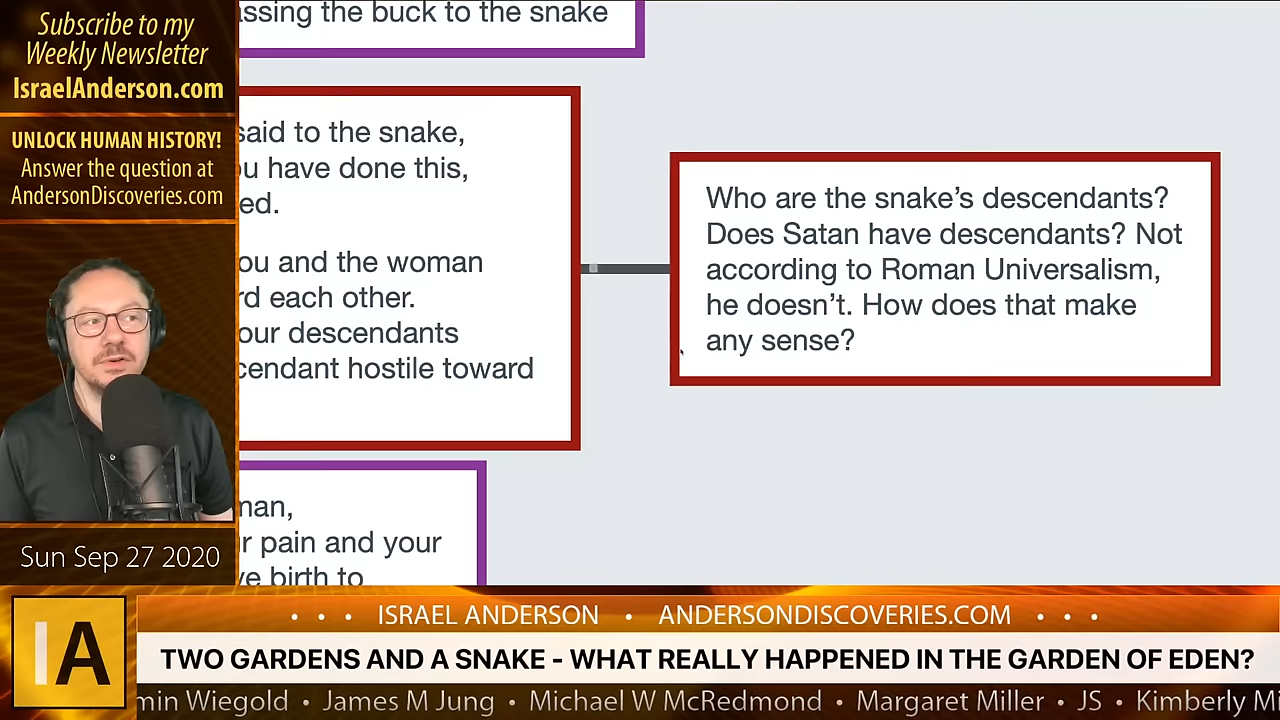 Subscribe to my
Weekly Newsletter
IsraelAnderson.com
UNLOCK HUMAN HISTORY!
Answer the question at
AndersonDiscoveries.com
assing the buck to the snake
said to the snake,
ou have done this,
ed.
ou and the woman
rd each other.
our descendants
cendant hostile toward
Who are the snake’s descendants?
Does Satan have descendants? Not
according to Roman Universalism,
he doesn’t. How does that make
any sense?
man,
r pain and your
ve birth to
Sun Sep 27 2020
IA
• • • ISRAEL ANDERSON • ANDERSONDISCOVERIES.COM • • •
TWO GARDENS AND A SNAKE - WHAT REALLY HAPPENED IN THE GARDEN OF EDEN?
min Wiegold • James M Jung • Michael W McRedmond • Margaret Miller • JS • Kimberly Mi